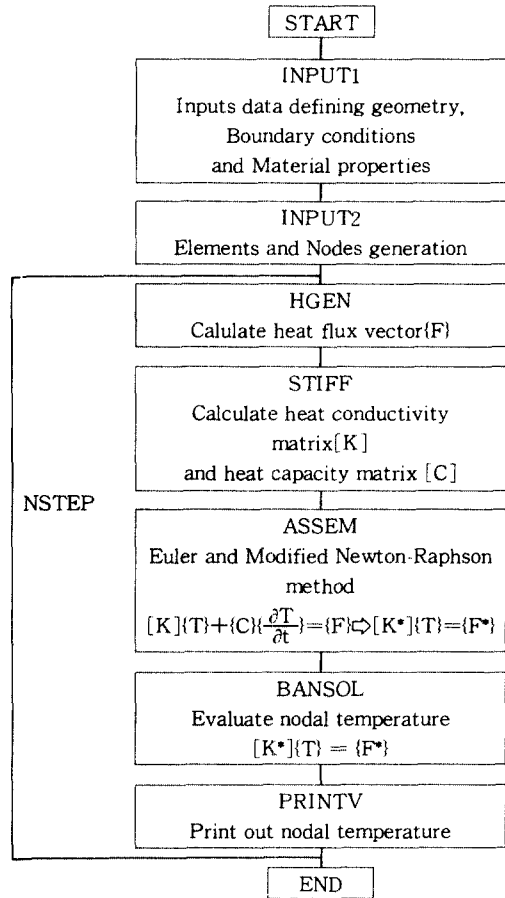 START
INPUT1
Inputs data defining geometry,
Boundary conditions
and Material properties
INPUT2
Elements and Nodes generation
HGEN
Calulate heat flux vector{F}
STIFF
Calculate heat conductivity
matrix[K]
and heat capacity matrix [C]
NSTEP
ASSEM
Euler and Modified Newton-Raphson
method
[K]{T}+{C}{∂T/∂t}={F}⇨[K*]{T}={F*}
BANSOL
Evaluate nodal temperature
[K*]{T} = {F*}
PRINTV
Print out nodal temperature
END